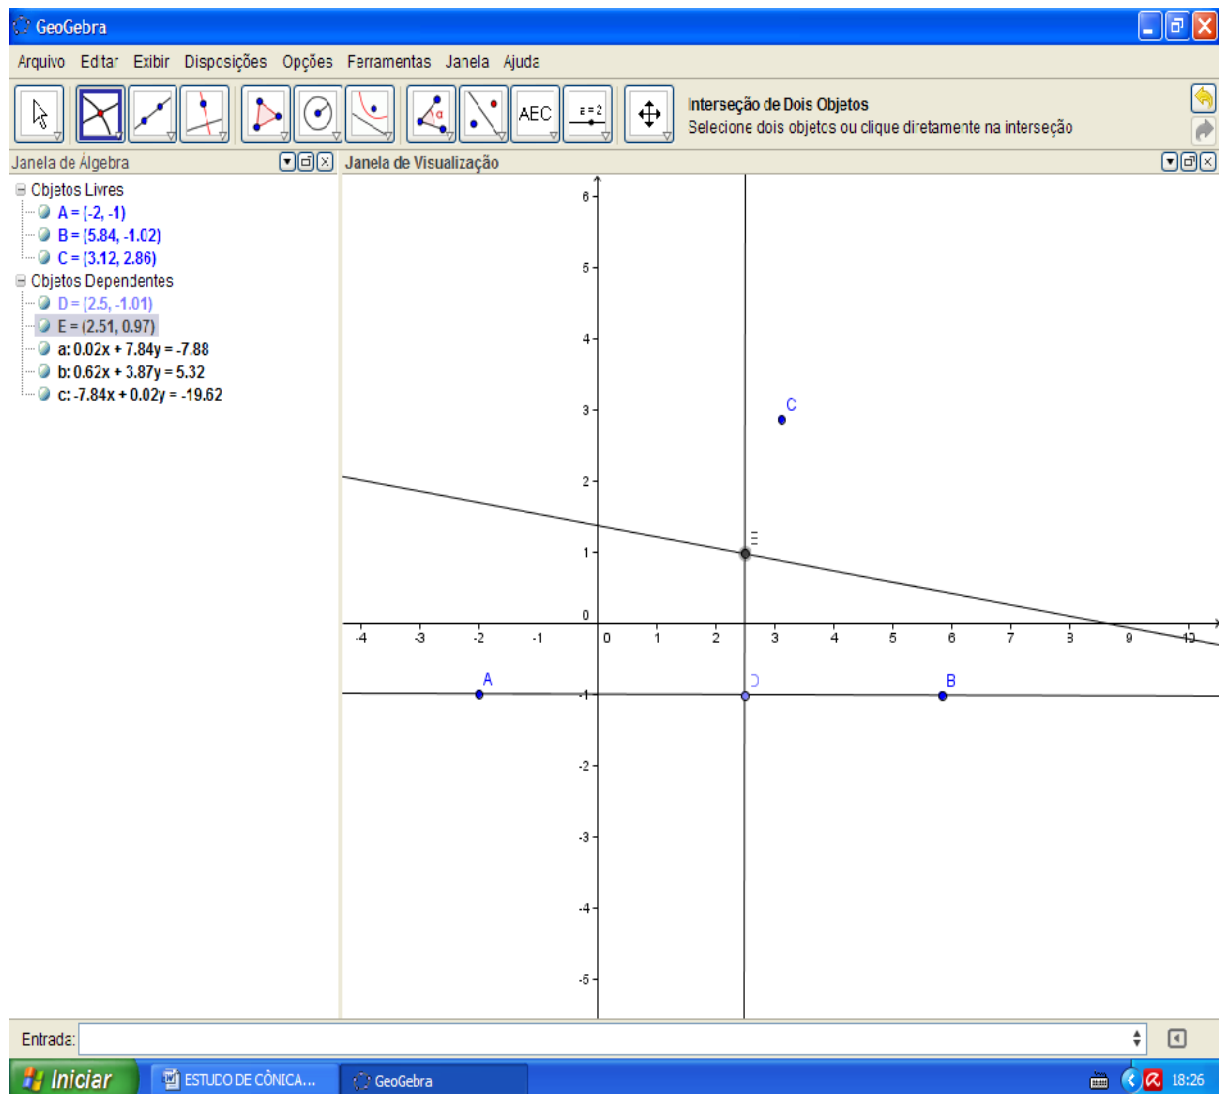 GeoGebra
Arquivo Editar Exibir Disposições Opções Ferramentas Janela Ajuda
AEC
a = 2
Interseção de Dois Objetos
Selecione dois objetos ou clique diretamente na interseção
Janela de Álgebra
Janela de Visualização
Objetos Livres
A = (-2, -1)
B = (5.84, -1.02)
C = (3.12, 2.86)
Objetos Dependentes
D = (2.5, -1.01)
E = (2.51, 0.97)
a: 0.02x + 7.84y = -7.88
b: 0.62x + 3.87y = 5.32
c: -7.84x + 0.02y = -19.62
6
5
4
3
C
2
E
1
0
-4 -3 -2 -1 0 1 2 3 4 5 6 7 8 9 10
A D B
-1
-2
-3
-4
-5
Entrada:
Iniciar
ESTUDO DE CÔNICA...
GeoGebra
18:26